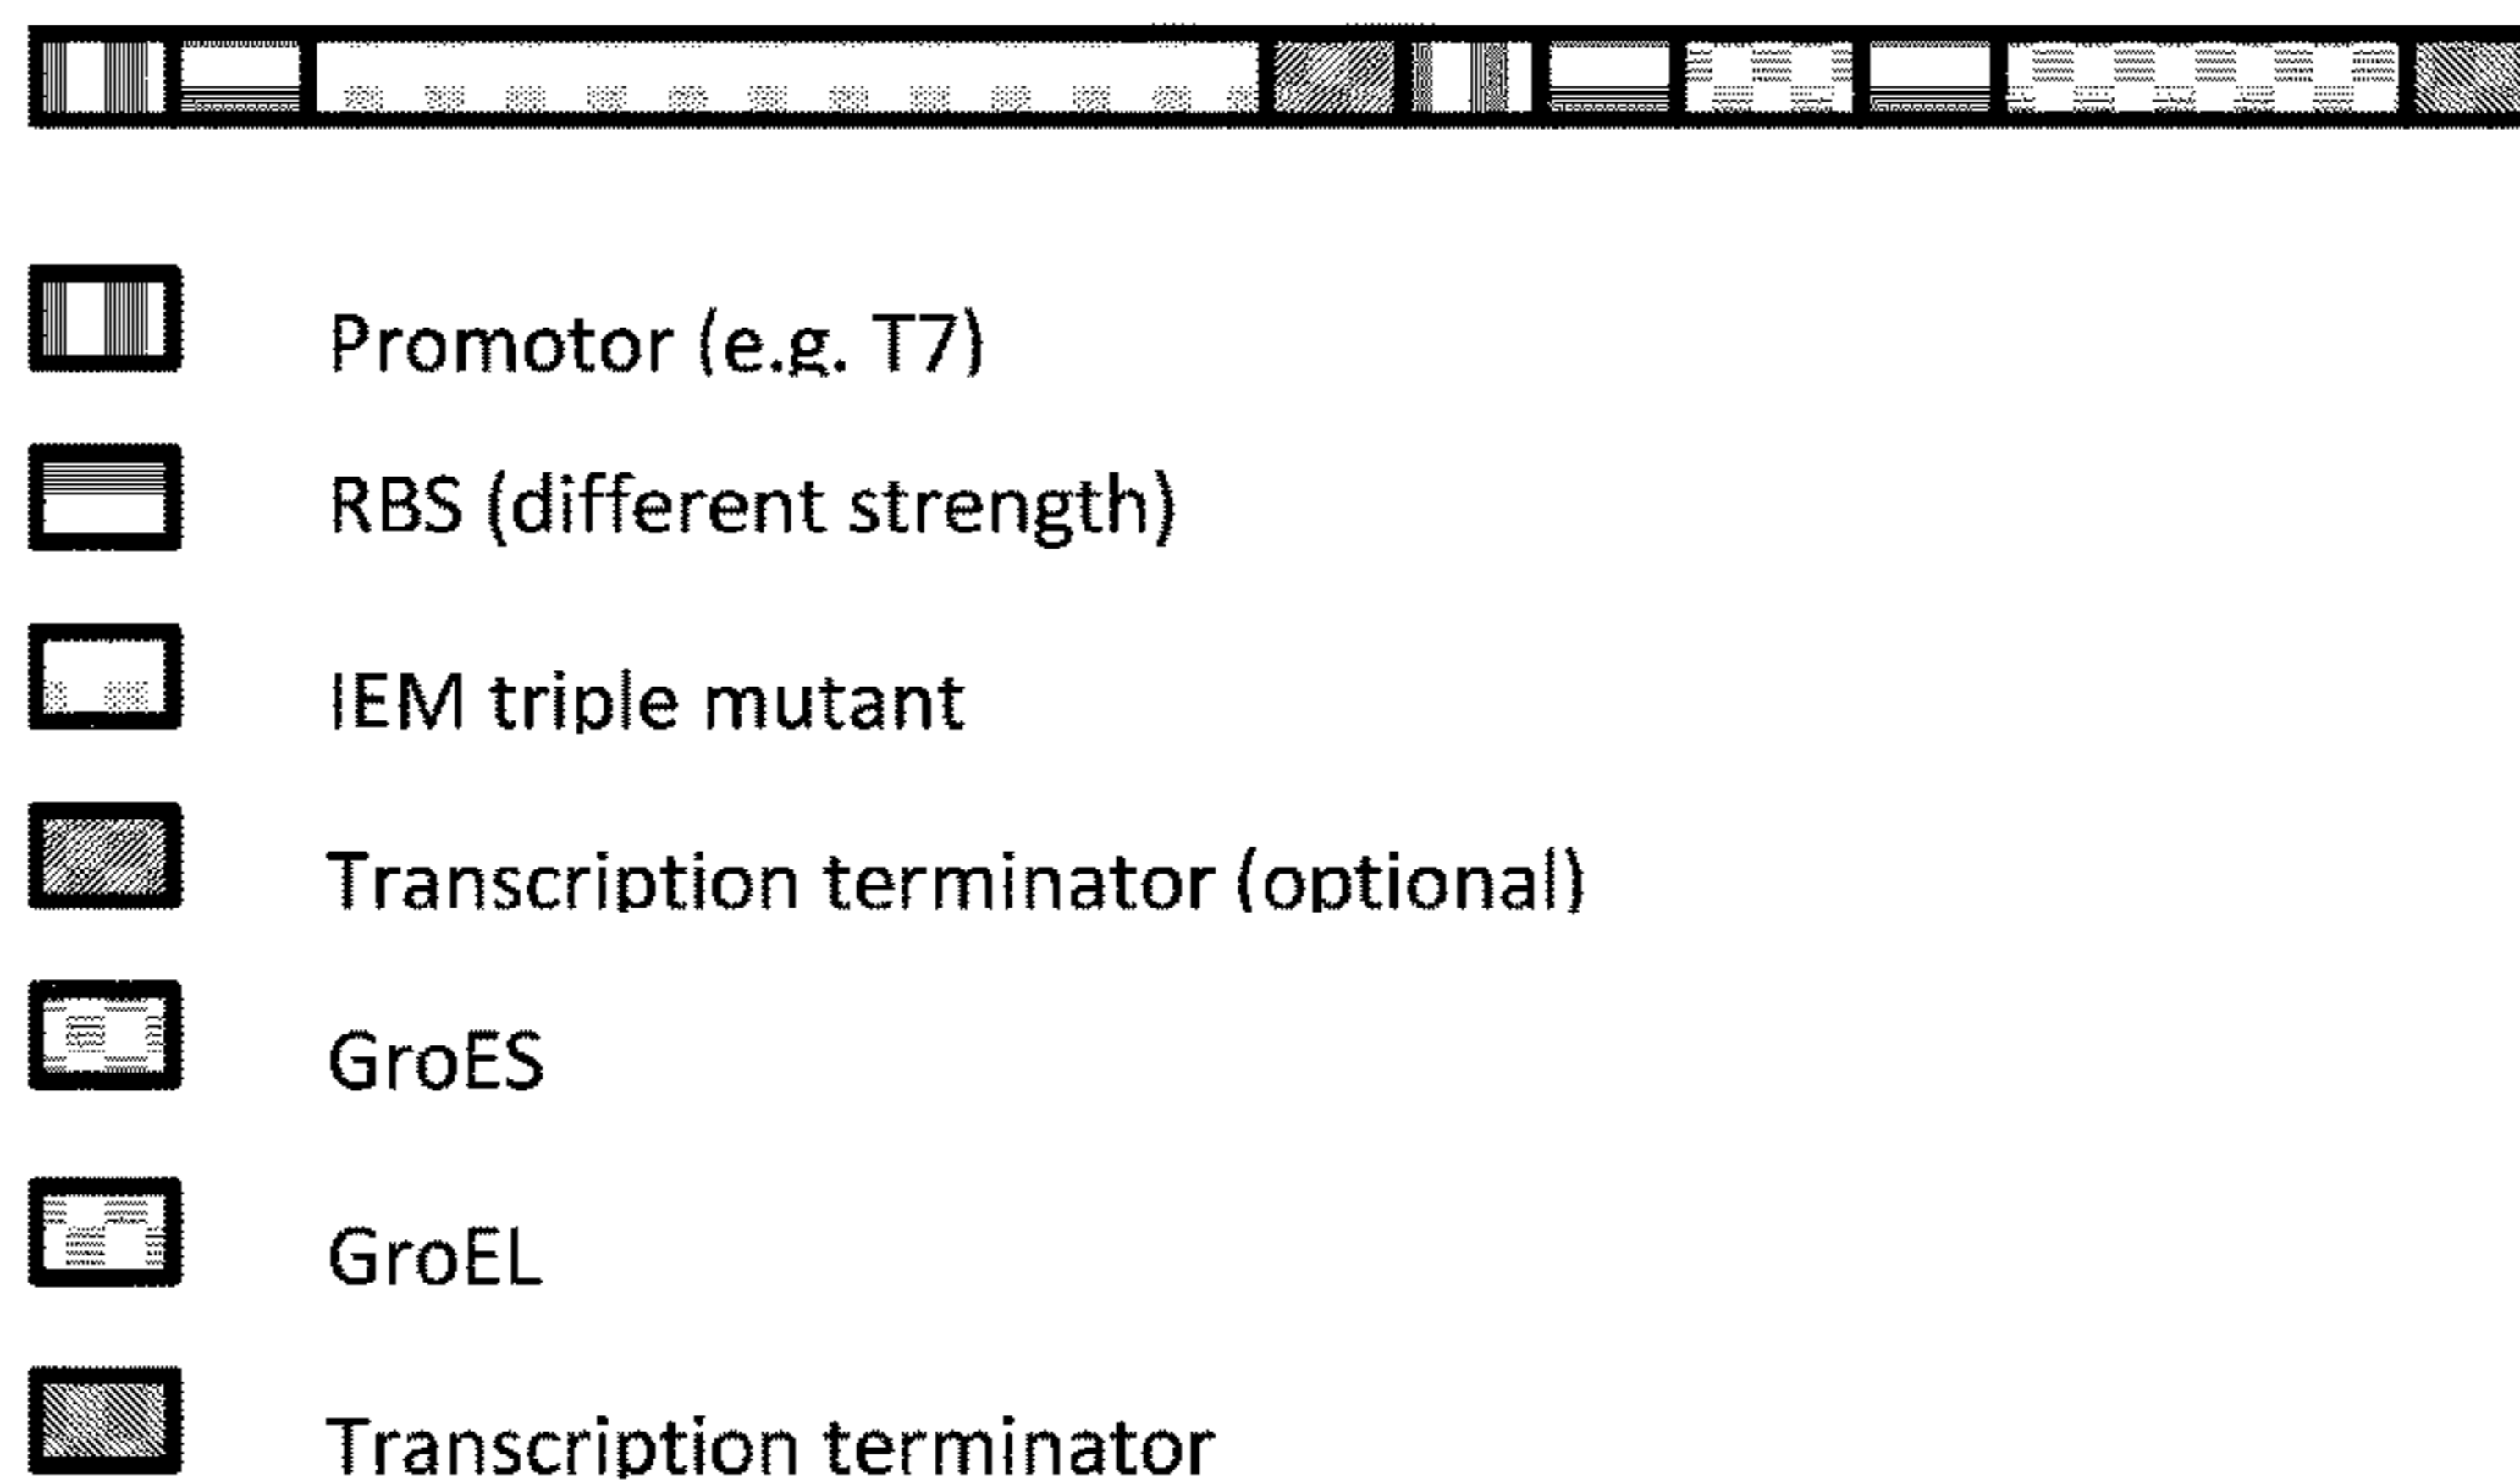 Promotor (e.g. T7)
RBS (different strength)
IEM triple mutant
Transcription terminator (optional)
GroES
GroEL
Transcription terminator